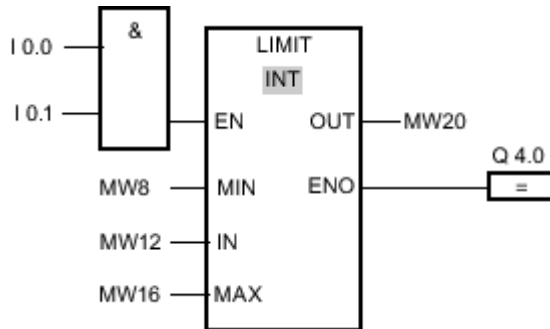 &
I 0.0
I 0.1
LIMIT
INT
EN OUT MW20
Q 4.0
MW8 MIN ENO =
MW12 IN
MW16 MAX